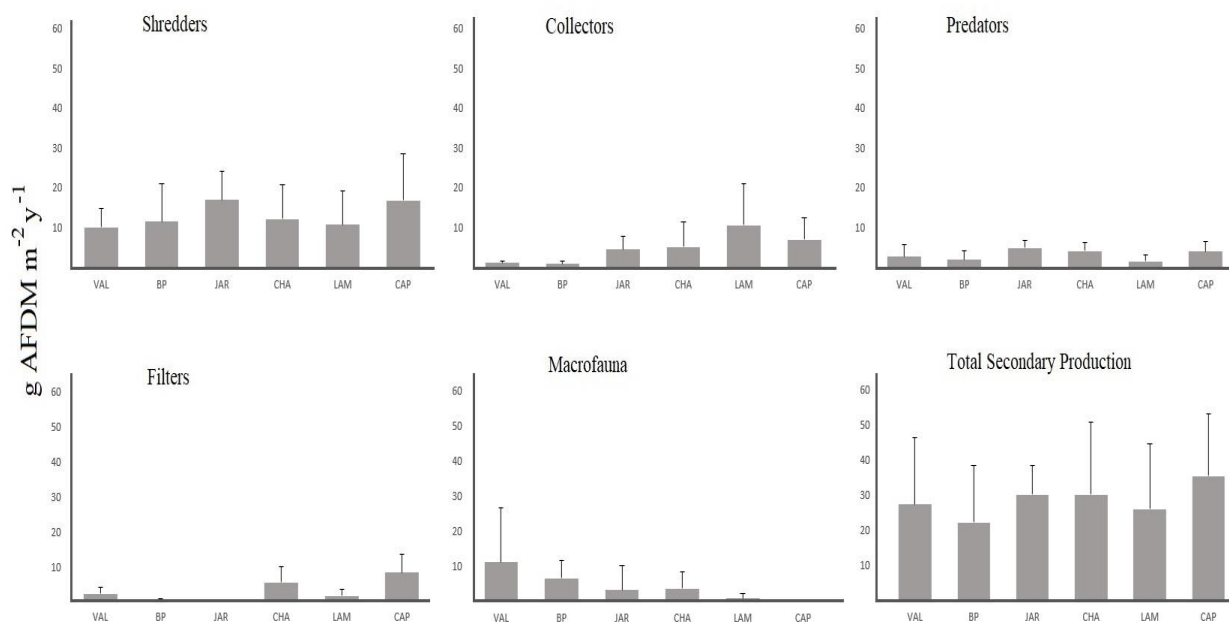 Shredders
60
50
40
30
20
10
VAL BP JAR CHA LAM CAP
Collectors
60
50
40
30
20
10
VAL BP JAR CHA LAM CAP
Predators
60
50
40
30
20
10
VAL BP JAR CHA LAM CAP
g AFDM m⁻² y⁻¹
Filters
60
50
40
30
20
10
VAL BP JAR CHA LAM CAP
Macrofauna
60
50
40
30
20
10
VAL BP JAR CHA LAM CAP
Total Secondary Production
60
50
40
30
20
10
VAL BP JAR CHA LAM CAP